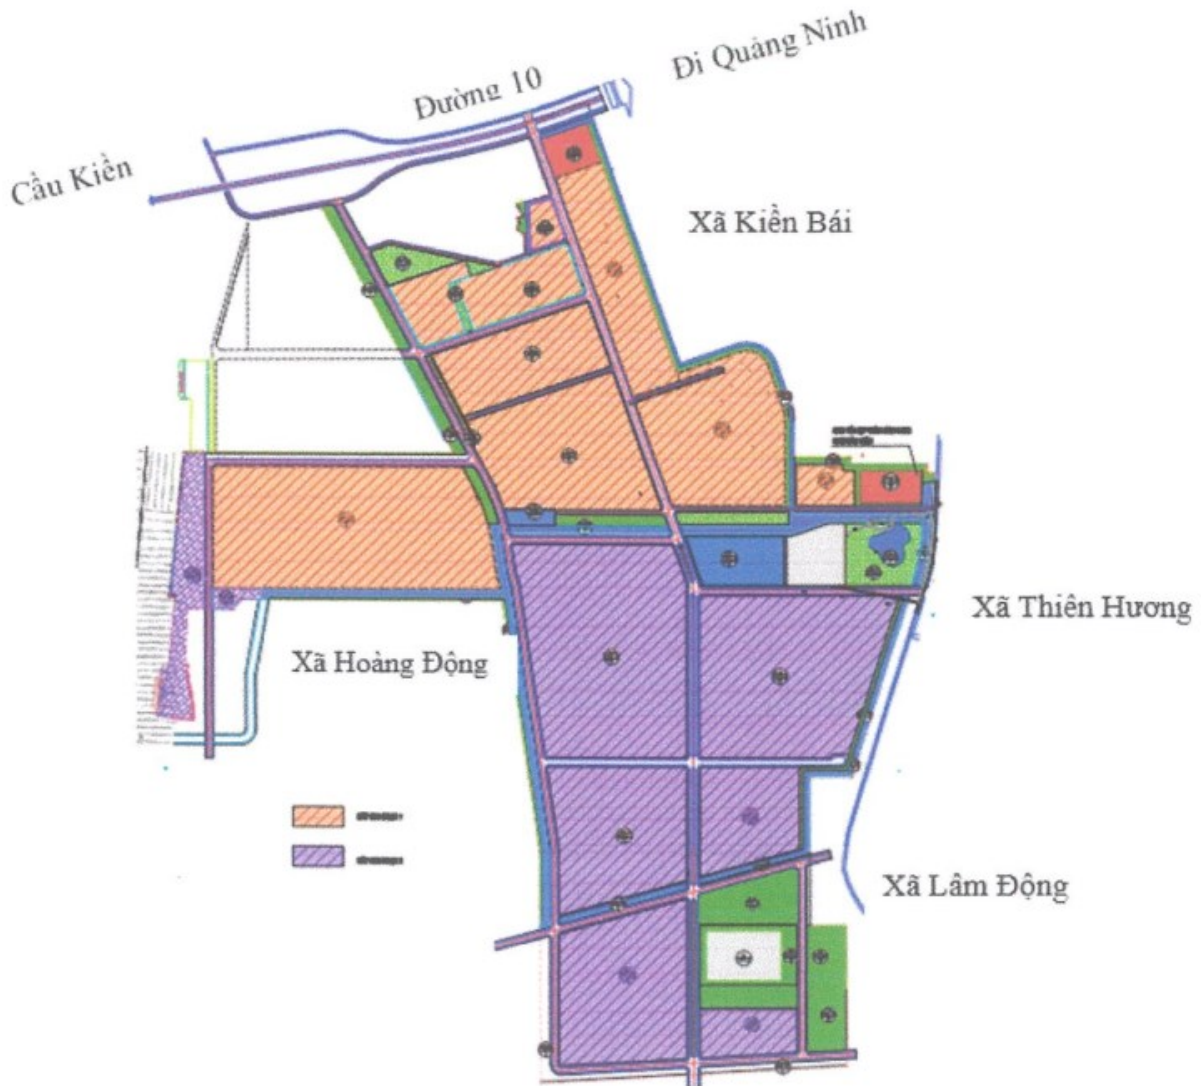 Đi Quảng Ninh
Đường 10
Cầu Kiền
Xã Kiền Bái
Xã Thiên Hương
Xã Hoàng Động
Xã Lâm Động